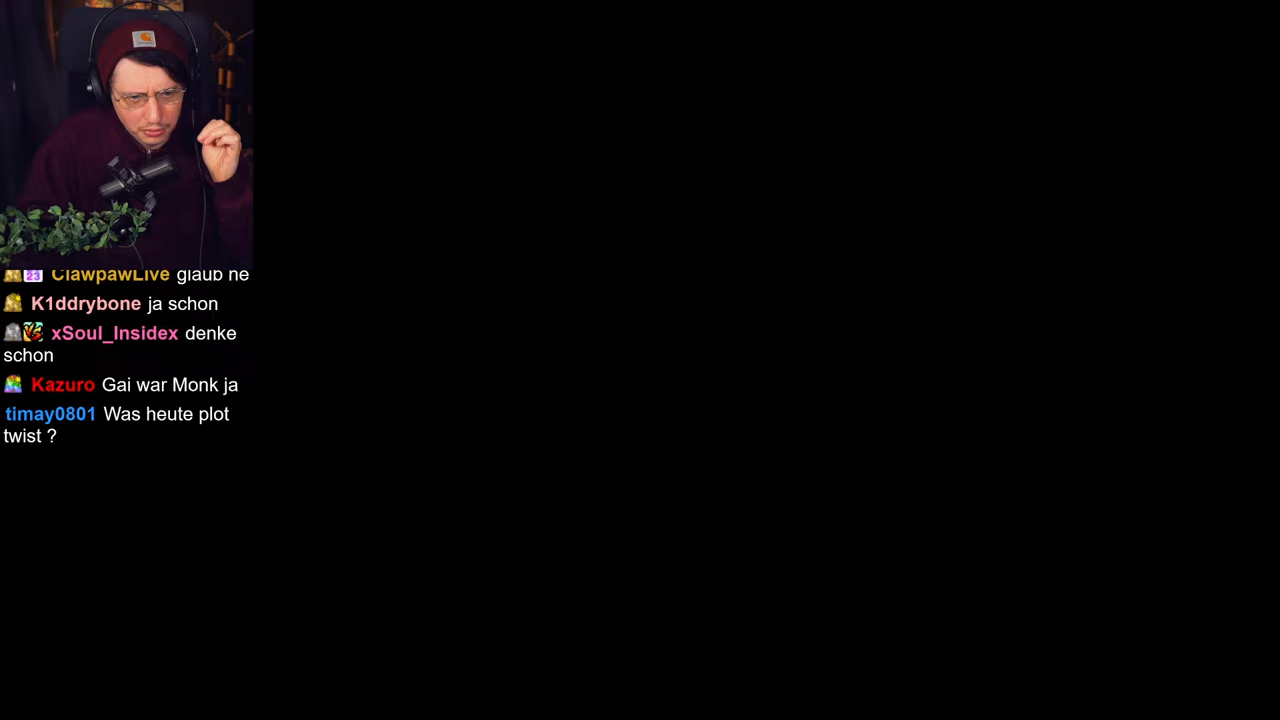 23 ClawpawLive glaub ne
K1ddrybone ja schon
xSoul_Insidex denke
schon
Kazuro Gai war Monk ja
timay0801 Was heute plot
twist ?